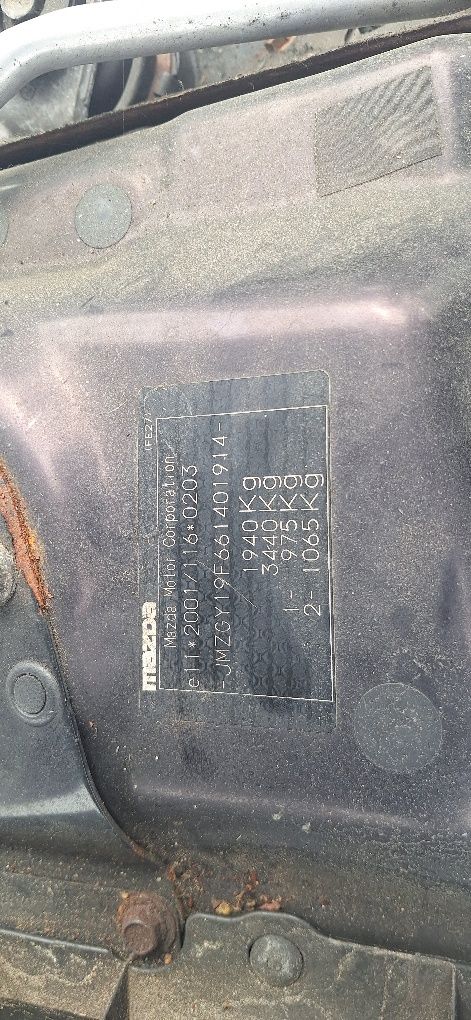 (FE27)
mazda
Mazda Motor Corporation
e11*2001/116*0203
-JMZGY19F661401914-
1940 Kg
3440 Kg
1- 975 Kg
2- 1065 Kg